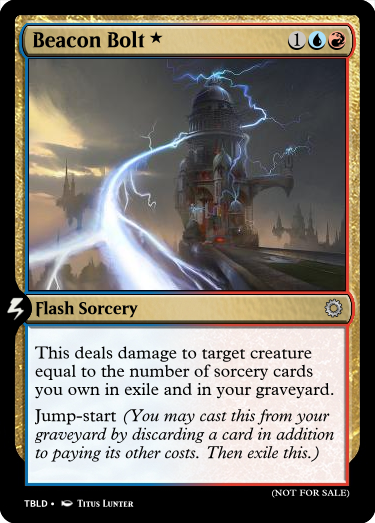 Beacon Bolt ★ 1
Flash Sorcery
This deals damage to target creature
equal to the number of sorcery cards
you own in exile and in your graveyard.
Jump-start (You may cast this from your
graveyard by discarding a card in addition
to paying its other costs. Then exile this.)
(NOT FOR SALE)
TBLD • Titus Lunter